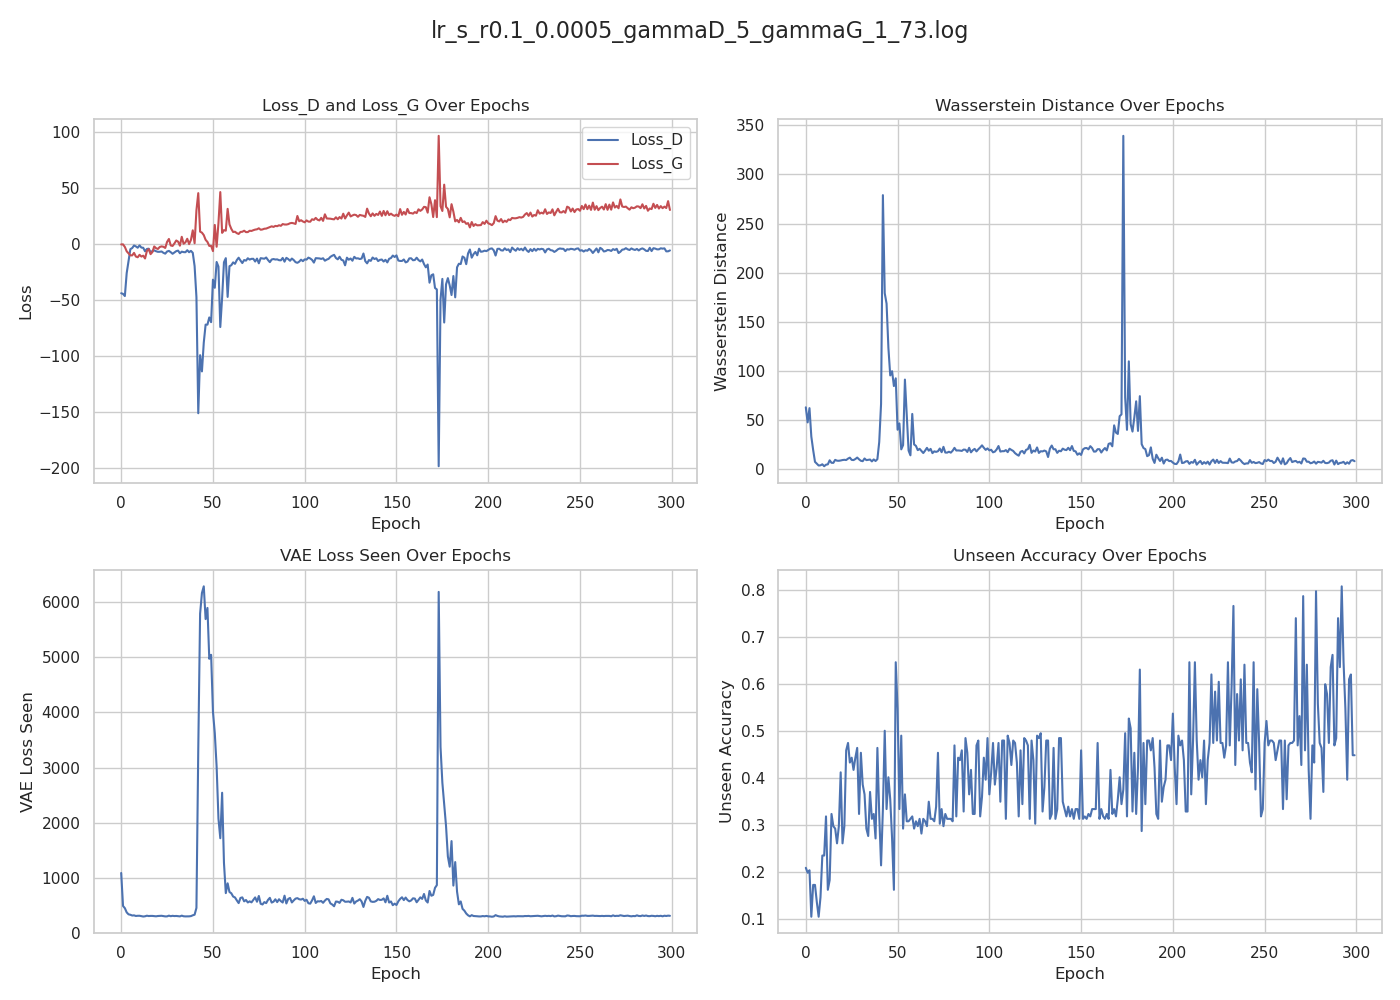 lr_s_r0.1_0.0005_gammaD_5_gammaG_1_73.log
Loss_D and Loss_G Over Epochs
100
50
0
−50
−100
−150
−200
Loss
Loss_D
Loss_G
0 50 100 150 200 250 300
Epoch
Wasserstein Distance Over Epochs
350
300
250
200
150
100
50
0
Wasserstein Distance
0 50 100 150 200 250 300
Epoch
VAE Loss Seen Over Epochs
6000
5000
4000
3000
2000
1000
0
VAE Loss Seen
0 50 100 150 200 250 300
Epoch
Unseen Accuracy Over Epochs
0.8
0.7
0.6
0.5
0.4
0.3
0.2
0.1
Unseen Accuracy
0 50 100 150 200 250 300
Epoch